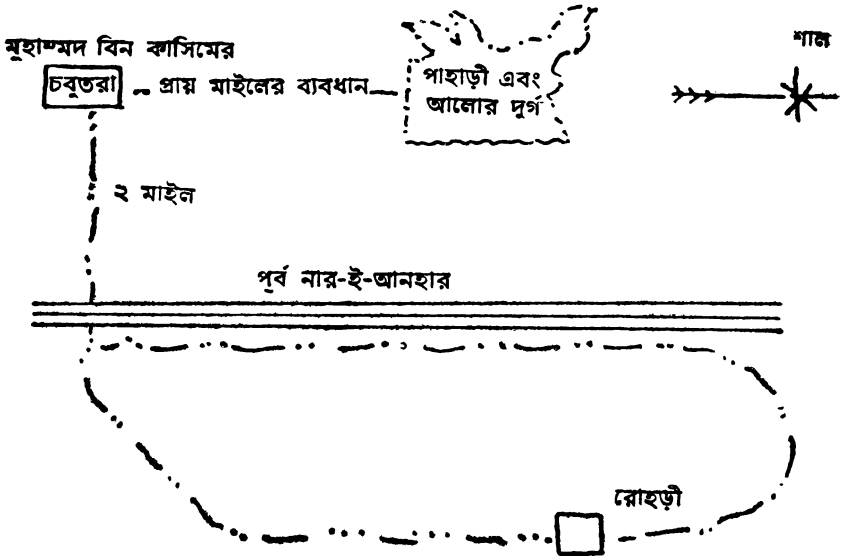 মুহাম্মদ বিন কাসিমের
চবুতরা
প্রায় মাইলের ব্যবধান
পাহাড়ী এবং
আলোর দুর্গ
শাল
২ মাইল
পূর্ব নার-ই-আনহার
রোহড়ী